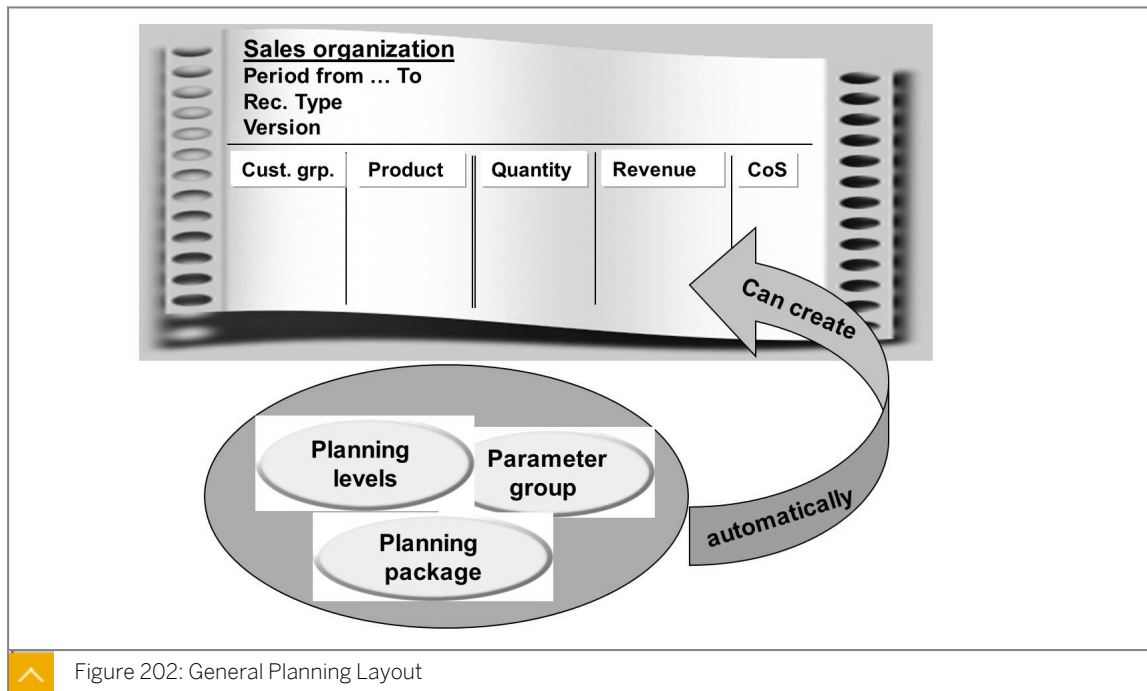 Sales organization
Period from … To
Rec. Type
Version
Cust. grp. Product Quantity Revenue CoS
Can create
automatically
Planning
levels
Parameter
group
Planning
package
Figure 202: General Planning Layout